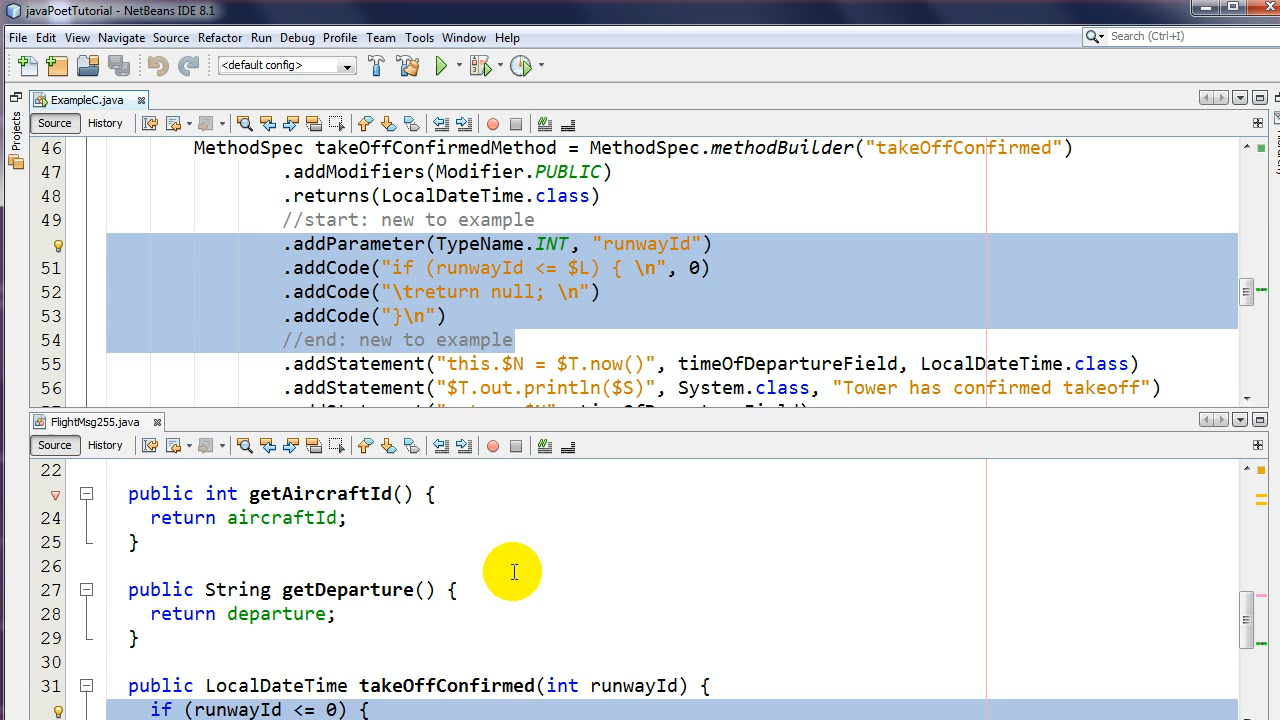 javaPoetTutorial - NetBeans IDE 8.1
File Edit View Navigate Source Refactor Run Debug Profile Team Tools Window Help
Search (Ctrl+I)
<default config>
Projects
ExampleC.java
Source History
46 MethodSpec takeOffConfirmedMethod = MethodSpec.methodBuilder("takeOffConfirmed")
47 .addModifiers(Modifier.PUBLIC)
48 .returns(LocalDateTime.class)
49 //start: new to example
.addParameter(TypeName.INT, "runwayId")
51 .addCode("if (runwayId <= $L) { \n", 0)
52 .addCode("\treturn null; \n")
53 .addCode("}\n")
54 //end: new to example
55 .addStatement("this.$N = $T.now()", timeOfDepartureField, LocalDateTime.class)
56 .addStatement("$T.out.println($S)", System.class, "Tower has confirmed takeoff")
FlightMsg255.java
Source History
22
public int getAircraftId() {
24 return aircraftId;
25 }
26
27 public String getDeparture() {
28 return departure;
29 }
30
31 public LocalDateTime takeOffConfirmed(int runwayId) {
if (runwayId <= 0) {